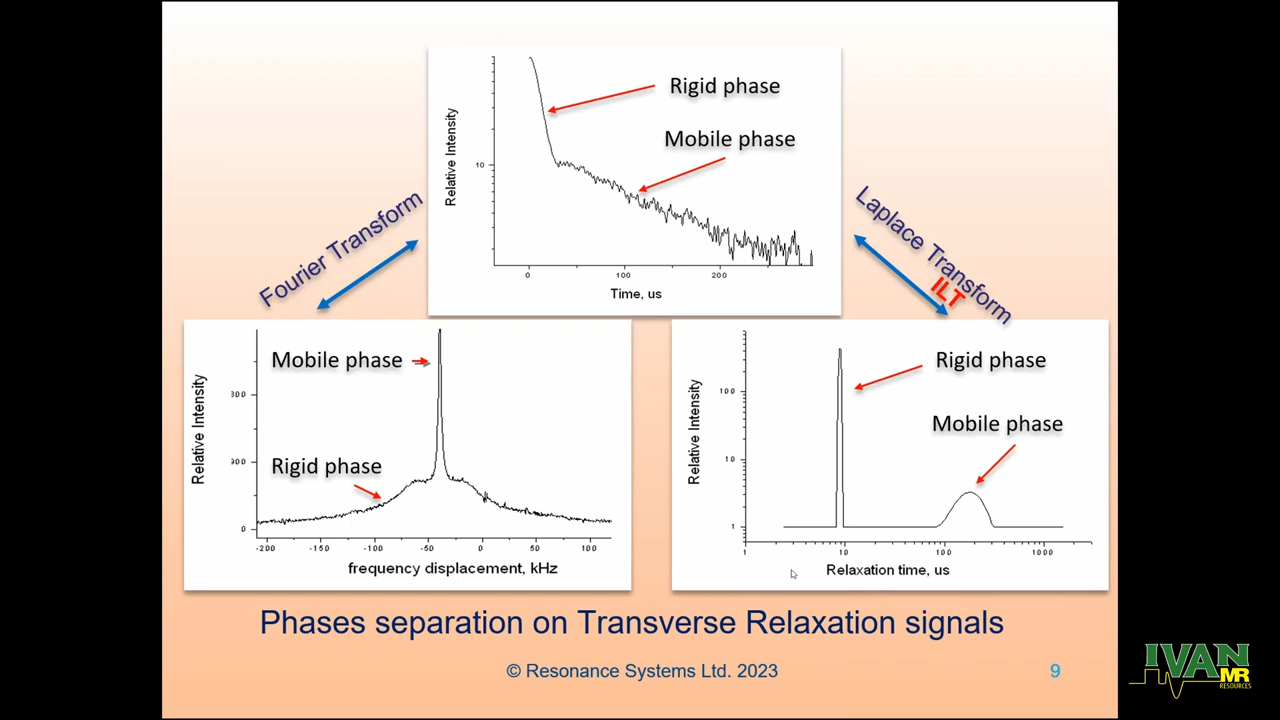 Rigid phase
Mobile phase
Relative Intensity
10
0
100
200
Time, us
Fourier Transform
Laplace Transform
ILT
Mobile phase
Rigid phase
Relative Intensity
0
-200
-150
-100
-50
0
50
100
frequency displacement, kHz
Rigid phase
Mobile phase
Relative Intensity
100
10
1
1
10
100
1000
Relaxation time, us
Phases separation on Transverse Relaxation signals
© Resonance Systems Ltd. 2023
9
IVAN
MR
RESOURCES